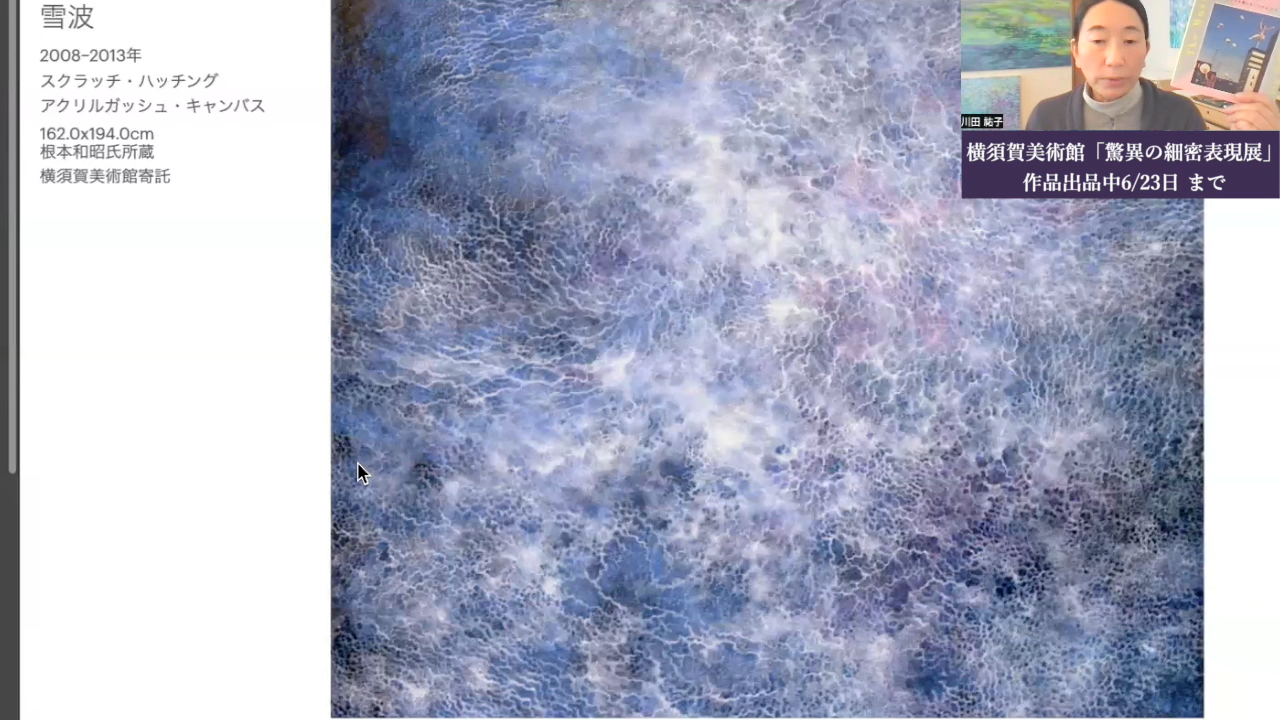 雪波
2008–2013年
スクラッチ・ハッチング
アクリルガッシュ・キャンバス
162.0x194.0cm
根本和昭氏所蔵
横須賀美術館寄託
川田 祐子
横須賀美術館「驚異の細密表現展」
作品出品中6/23日 まで